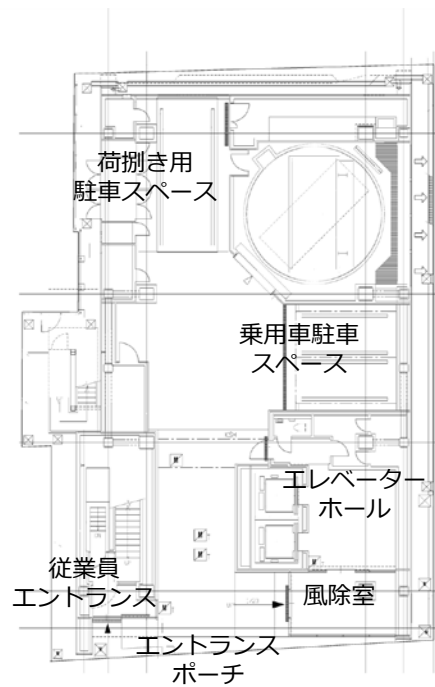 荷捌き用
駐車スペース
乗用車駐車
スペース
エレベーター
ホール
従業員
エントランス
風除室
エントランス
ポーチ